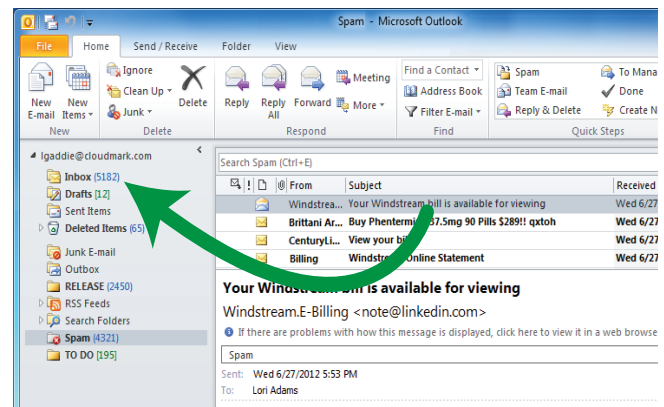 Spam - Microsoft Outlook
File Home Send / Receive Folder View
New E-mail
New Items
New
Ignore
Clean Up
Junk
Delete
Delete
Reply
Reply All
Forward
Meeting
More
Respond
Find a Contact
Address Book
Filter E-mail
Find
Spam
Team E-mail
Reply & Delete
To Mana
Done
Create N
Quick Steps
lgaddie@cloudmark.com
Inbox (5182)
Drafts [12]
Sent Items
Deleted Items (65)
Junk E-mail
Outbox
RELEASE (2450)
RSS Feeds
Search Folders
Spam (4321)
TO DO [195]
Search Spam (Ctrl+E)
From Subject Received
Windstrea... Your Windstream bill is available for viewing Wed 6/27
Brittani Ar... Buy Phentermine 37.5mg 90 Pills $289!! qxtoh Wed 6/27
CenturyLi... View your Wed 6/27
Billing Windstream Online Statement Wed 6/27
Your Windstream bill is available for viewing
Windstream.E-Billing <note@linkedin.com>
If there are problems with how this message is displayed, click here to view it in a web browse
Spam
Sent: Wed 6/27/2012 5:53 PM
To: Lori Adams